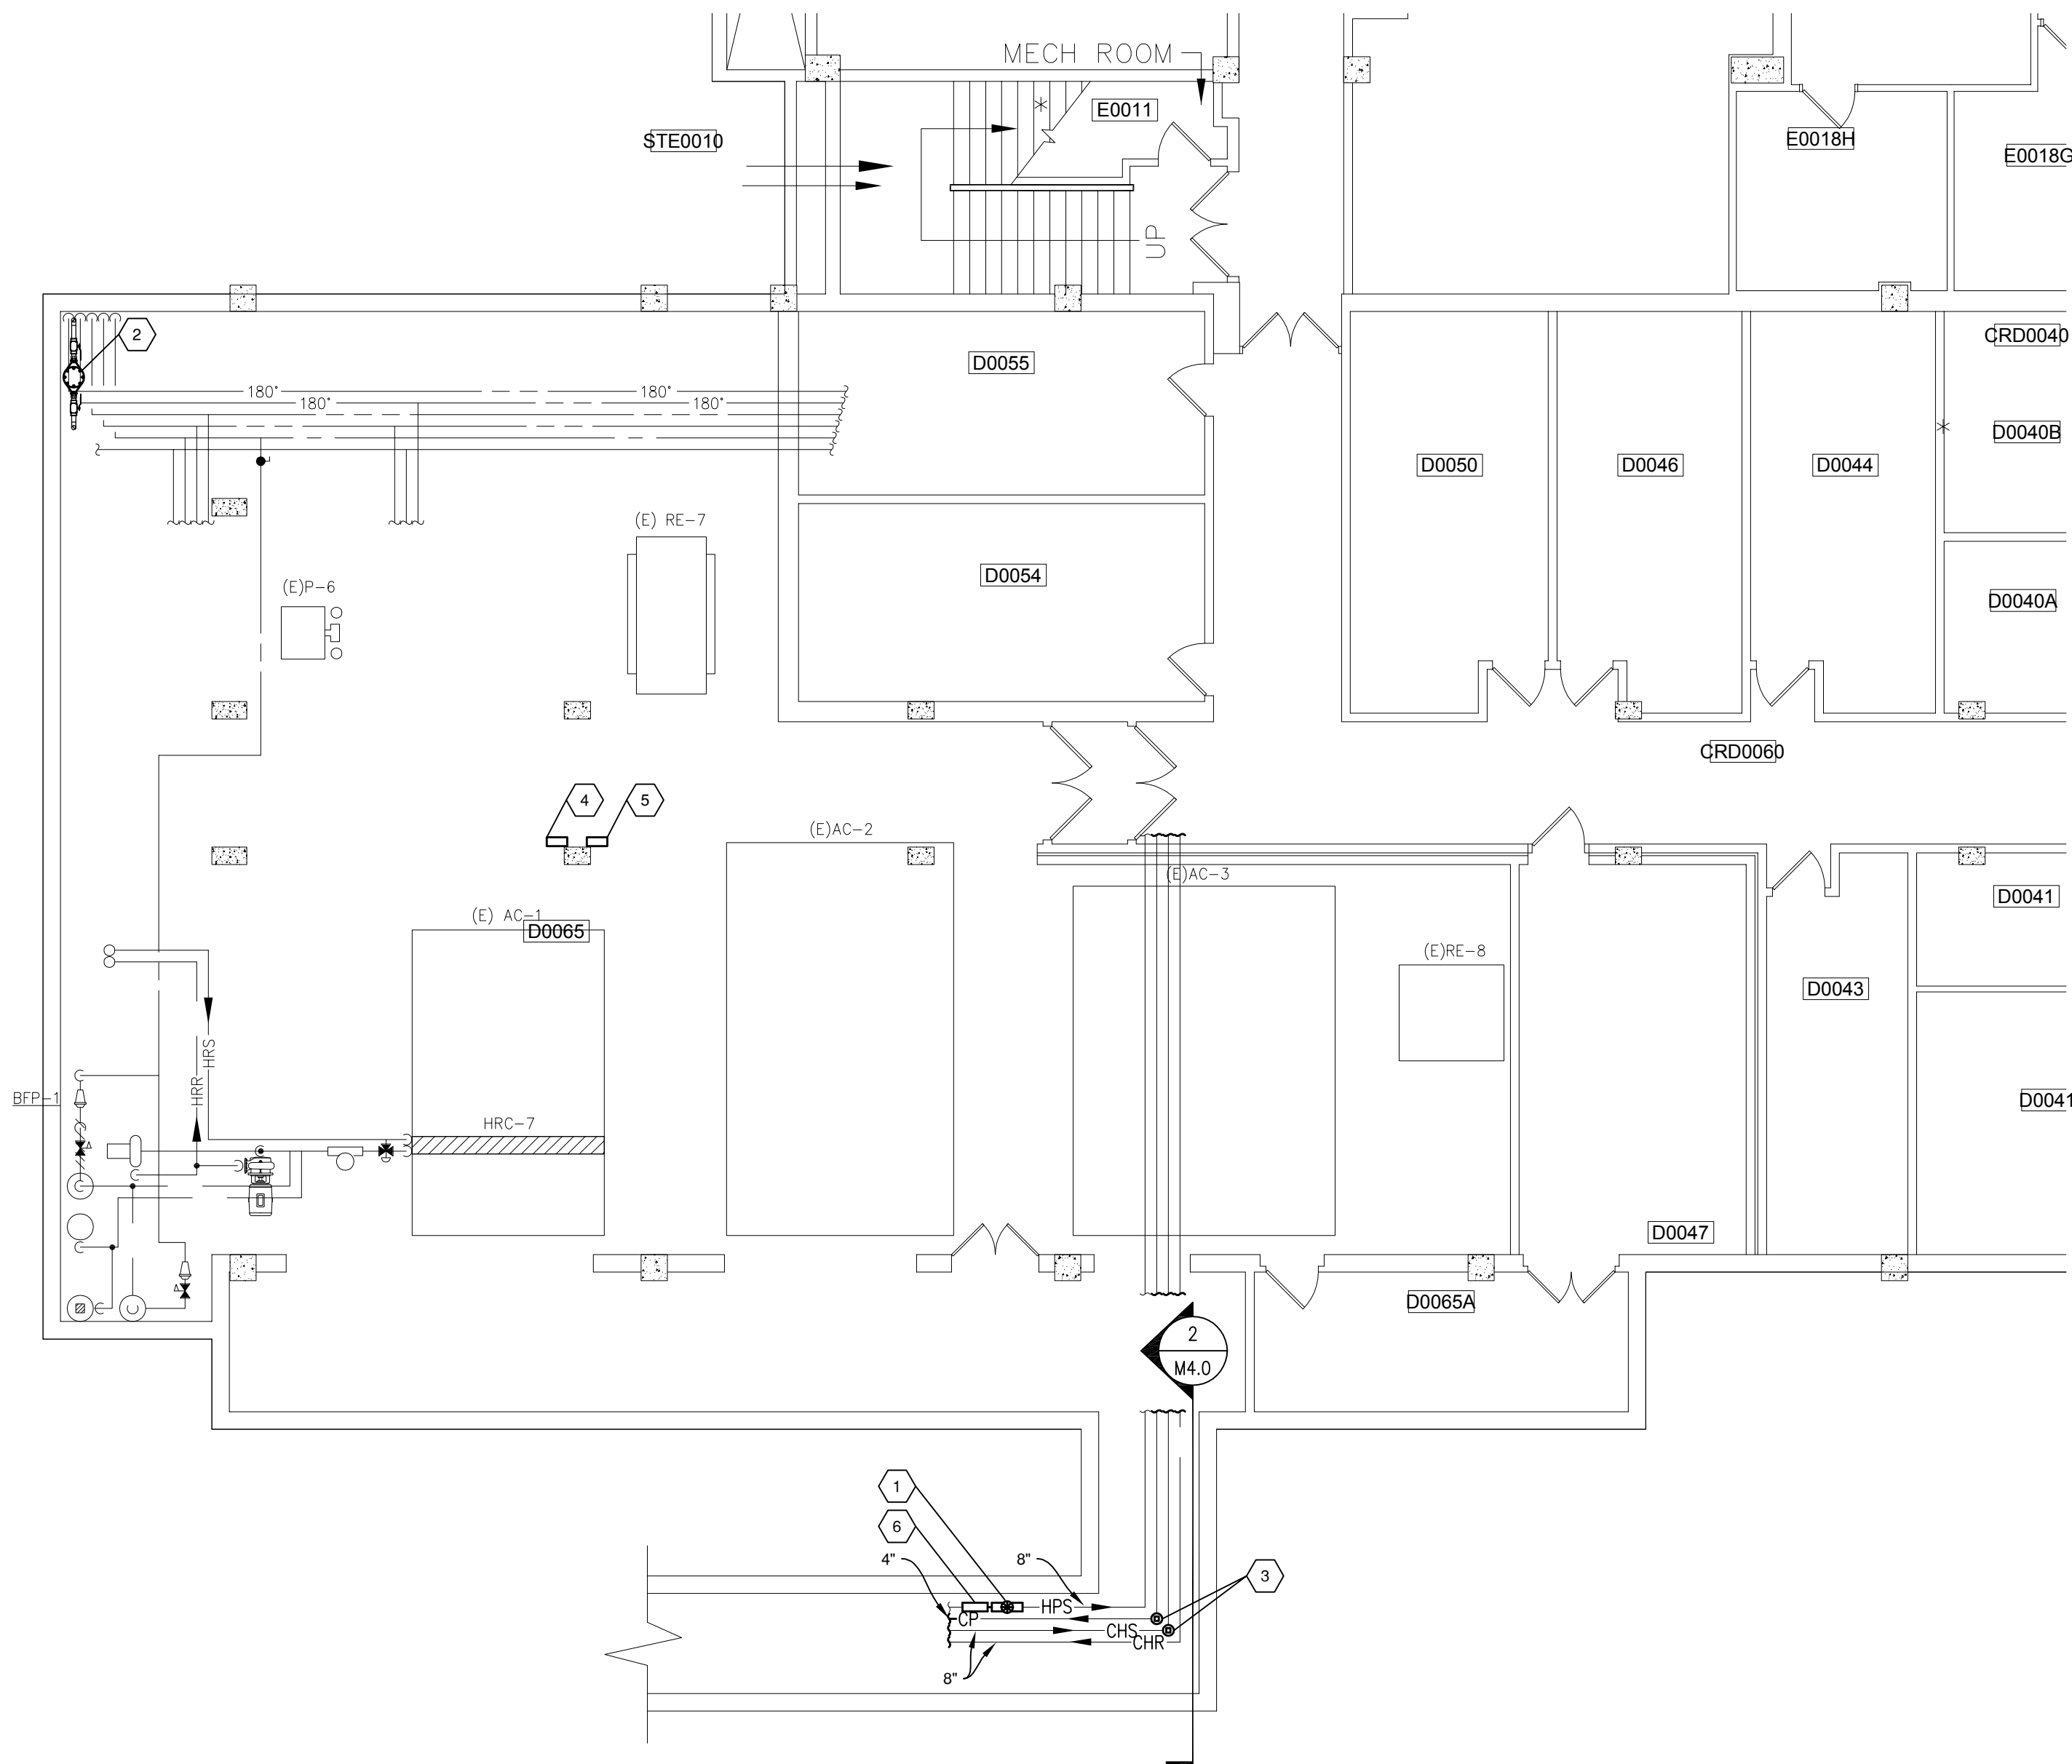 MECH ROOM
E0011
STE0010
E0018H
E0018G
UP
2
D0055
CRD0040
180°
180°
180°
180°
D0050
D0046
D0044
D0040B
(E) RE-7
(E)P-6
D0054
D0040A
CRD0060
4
5
(E)AC-2
(E)AC-3
(E) AC-1
D0065
D0041
(E)RE-8
D0043
HRS
HRR
BFP-1
HRC-7
D0041
D0047
D0065A
2
M4.0
1
6
4"
8"
3
HPS
CP
CHS
CHR
8"